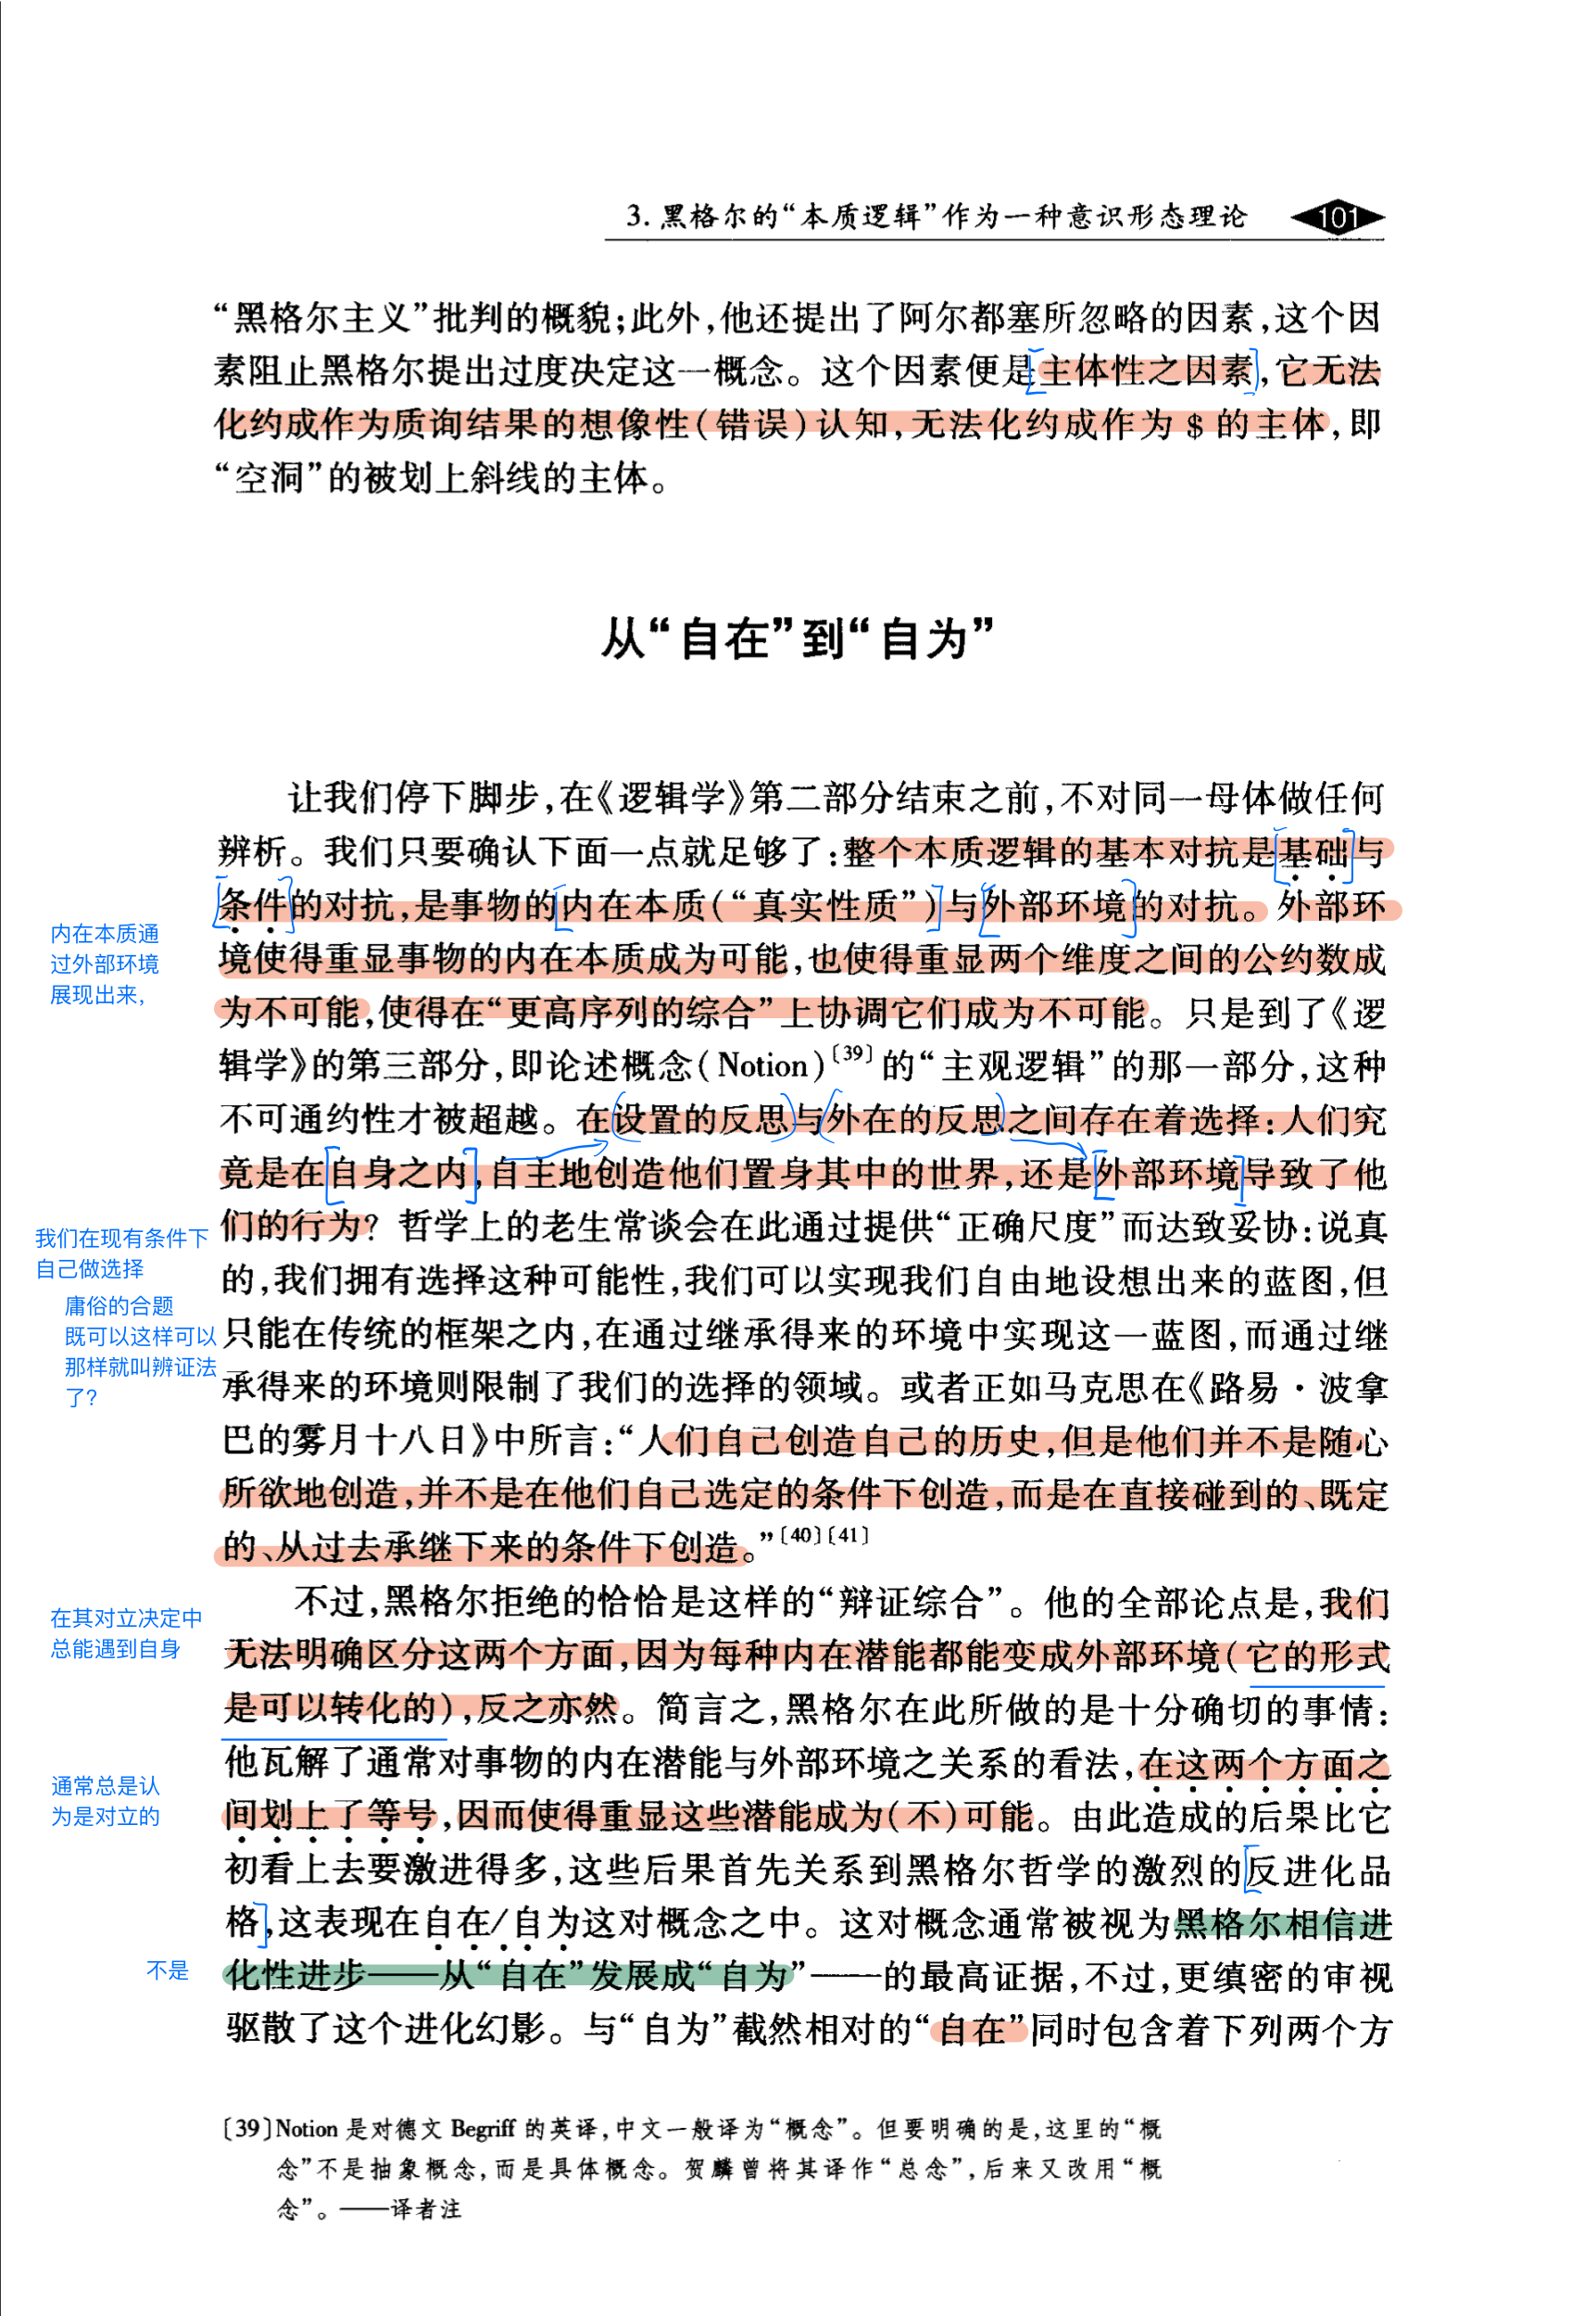 3. 黑格尔的“本质逻辑”作为一种意识形态理论 101
“黑格尔主义”批判的概貌;此外,他还提出了阿尔都塞所忽略的因素,这个因
素阻止黑格尔提出过度决定这一概念。这个因素便是主体性之因素,它无法
化约成作为质询结果的想像性(错误)认知,无法化约成作为 $ 的主体,即
“空洞”的被划上斜线的主体。
从“自在”到“自为”
让我们停下脚步,在《逻辑学》第二部分结束之前,不对同一母体做任何
辨析。我们只要确认下面一点就足够了:整个本质逻辑的基本对抗是基础与
条件的对抗,是事物的内在本质(“真实性质”)与外部环境的对抗。外部环
境使得重显事物的内在本质成为可能,也使得重显两个维度之间的公约数成
为不可能,使得在“更高序列的综合”上协调它们成为不可能。只是到了《逻
辑学》的第三部分,即论述概念(Notion)〔39〕的“主观逻辑”的那一部分,这种
不可通约性才被超越。在设置的反思与外在的反思之间存在着选择:人们究
竟是在自身之内,自主地创造他们置身其中的世界,还是外部环境导致了他
们的行为?哲学上的老生常谈会在此通过提供“正确尺度”而达致妥协:说真
的,我们拥有选择这种可能性,我们可以实现我们自由地设想出来的蓝图,但
只能在传统的框架之内,在通过继承得来的环境中实现这一蓝图,而通过继
承得来的环境则限制了我们的选择的领域。或者正如马克思在《路易·波拿
巴的雾月十八日》中所言:“人们自己创造自己的历史,但是他们并不是随心
所欲地创造,并不是在他们自己选定的条件下创造,而是在直接碰到的、既定
的、从过去承继下来的条件下创造。”〔40〕〔41〕
不过,黑格尔拒绝的恰恰是这样的“辩证综合”。他的全部论点是,我们
无法明确区分这两个方面,因为每种内在潜能都能变成外部环境(它的形式
是可以转化的),反之亦然。简言之,黑格尔在此所做的是十分确切的事情:
他瓦解了通常对事物的内在潜能与外部环境之关系的看法,在这两个方面之
间划上了等号,因而使得重显这些潜能成为(不)可能。由此造成的后果比它
初看上去要激进得多,这些后果首先关系到黑格尔哲学的激烈的反进化品
格,这表现在自在/自为这对概念之中。这对概念通常被视为黑格尔相信进
化性进步——从“自在”发展成“自为”——的最高证据,不过,更缜密的审视
驱散了这个进化幻影。与“自为”截然相对的“自在”同时包含着下列两个方
〔39〕Notion 是对德文 Begriff 的英译,中文一般译为“概念”。但要明确的是,这里的“概
念”不是抽象概念,而是具体概念。贺麟曾将其译作“总念”,后来又改用“概
念”。——译者注
内在本质通
过外部环境
展现出来,
我们在现有条件下
自己做选择
庸俗的合题
既可以这样可以
那样就叫辨证法
了?
在其对立决定中
总能遇到自身
通常总是认
为是对立的
不是